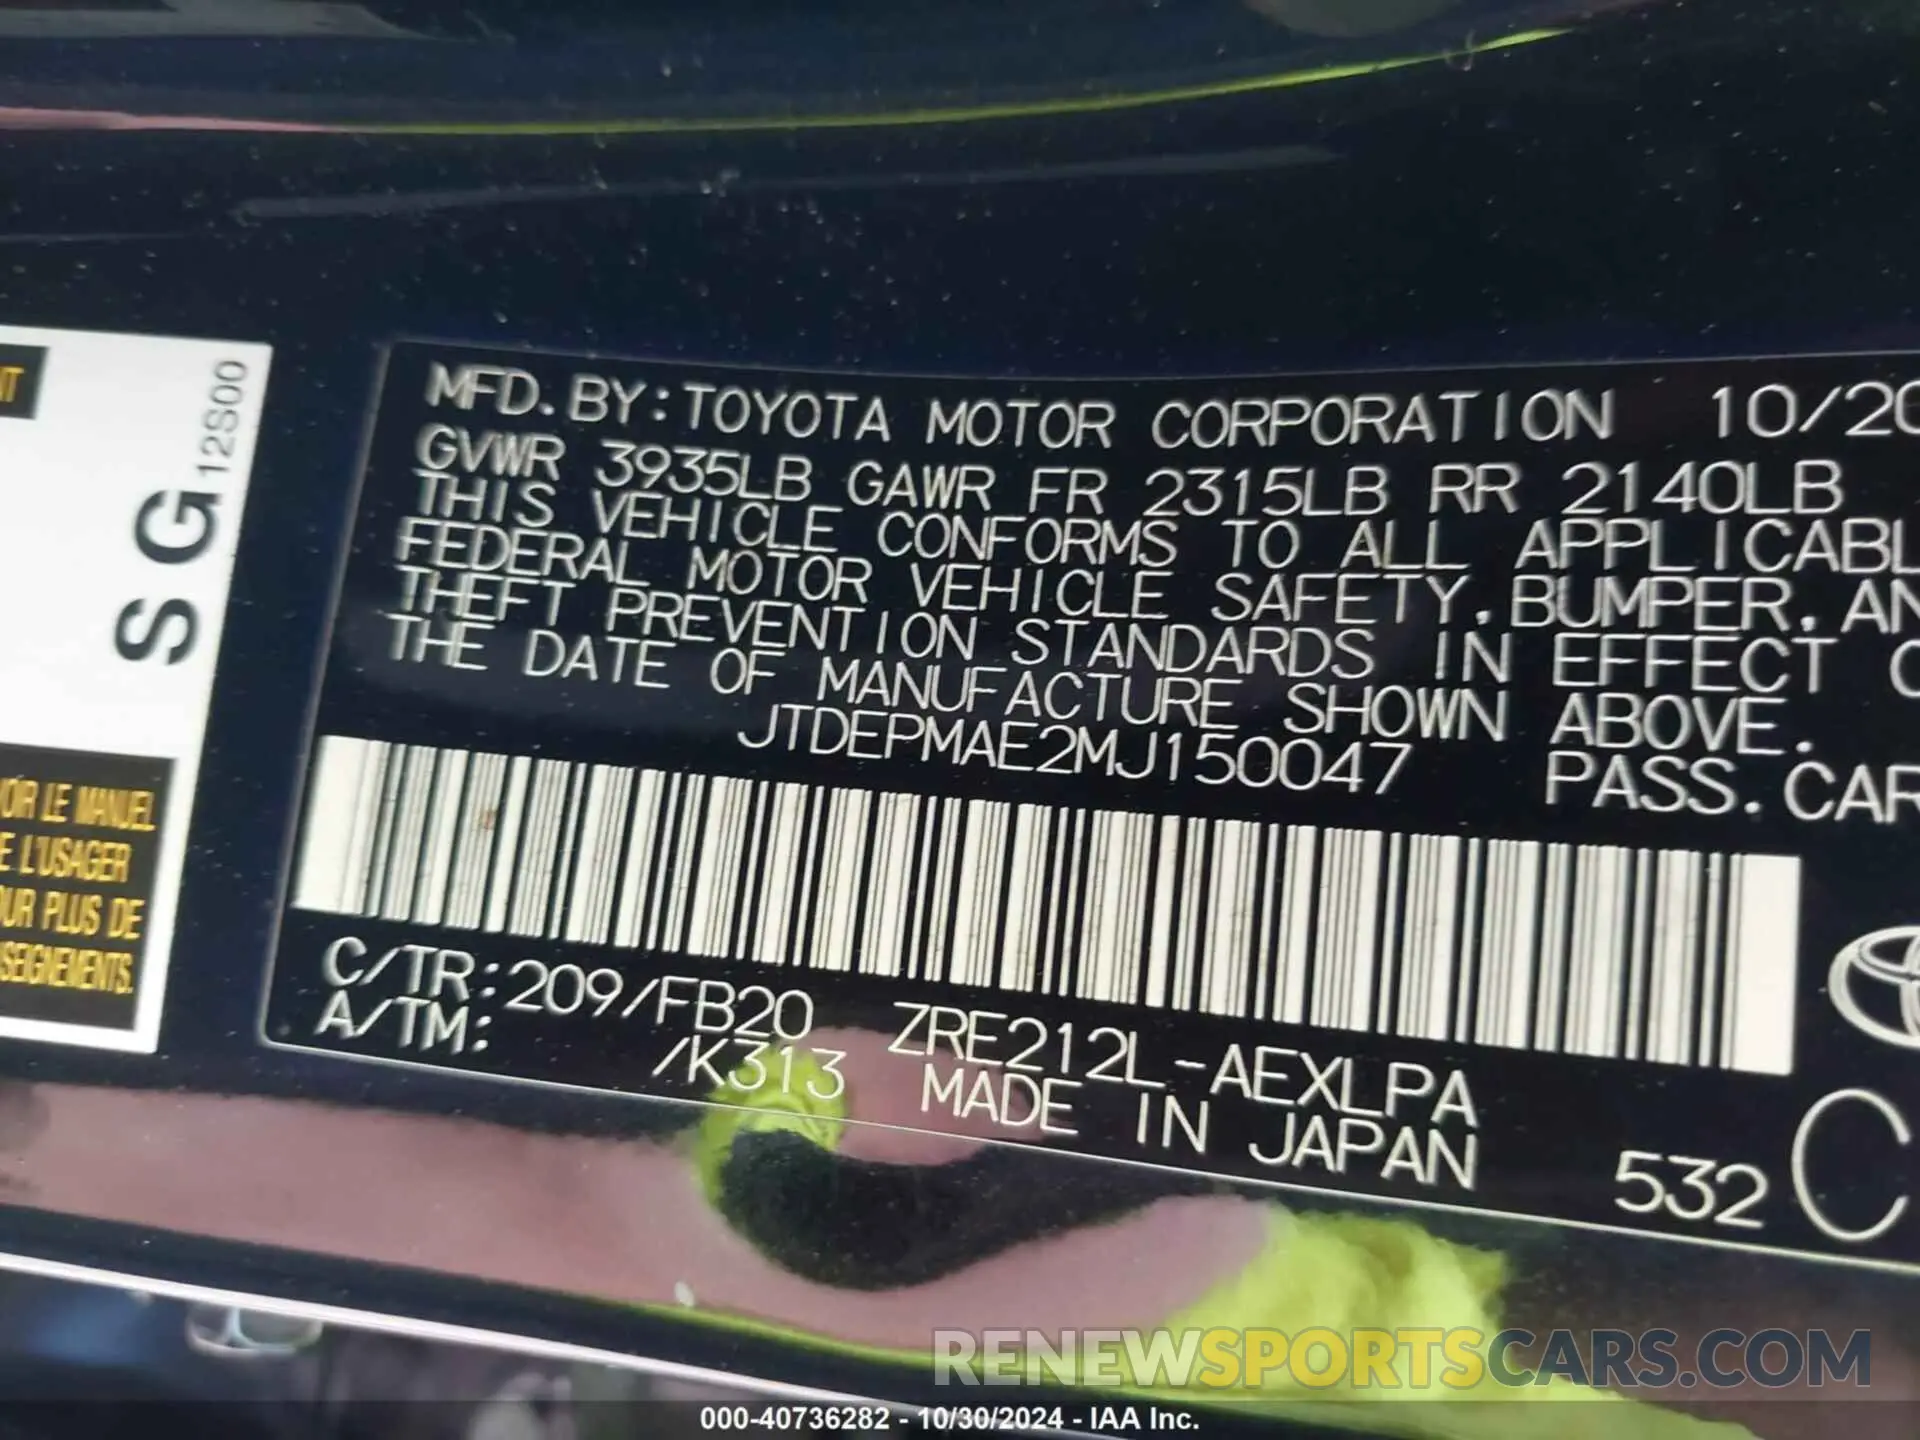 MFD. BY: TOYOTA MOTOR CORPORATION 10/20
GVWR 3935LB GAWR FR 2315LB RR 2140LB
THIS VEHICLE CONFORMS TO ALL APPLICABL
FEDERAL MOTOR VEHICLE SAFETY, BUMPER, AN
THEFT PREVENTION STANDARDS IN EFFECT O
THE DATE OF MANUFACTURE SHOWN ABOVE.
JTDEPMAE2MJ150047 PASS. CAR
C/TR: 209/FB20 ZRE212L-AEXLPA
A/TM: /K313 MADE IN JAPAN
532 C
NT
S G 12S00
OIR LE MANUEL
E L'USAGER
OUR PLUS DE
SEIGNEMENTS.
RENEWSPORTSCARS.COM
000-40736282 - 10/30/2024 - IAA Inc.